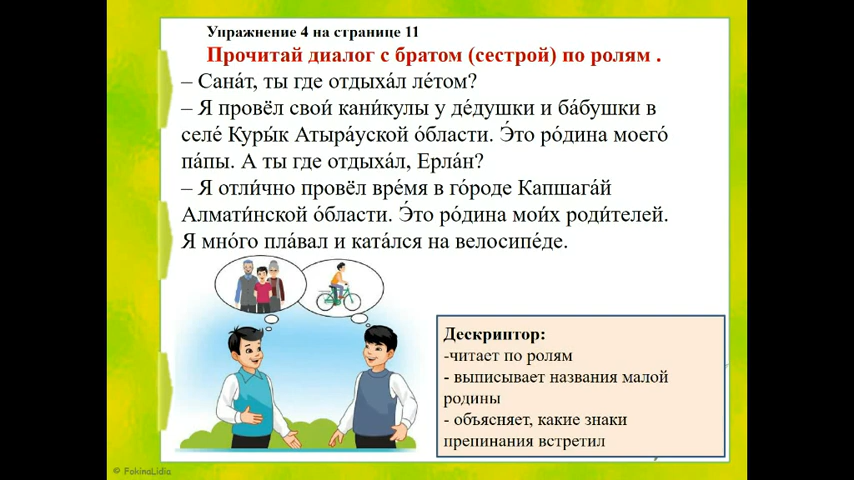 Упражнение 4 на странице 11
Прочитай диалог с братом (сестрой) по ролям .
– Сана́т, ты где отдыха́л ле́том?
– Я провёл свои́ кани́кулы у де́душки и ба́бушки в
селе́ Куры́к Атыра́уской о́бласти. Э́то ро́дина моего́
па́пы. А ты где отдыха́л, Ерла́н?
– Я отли́чно провёл вре́мя в го́роде Капшага́й
Алмати́нской о́бласти. Э́то ро́дина мои́х роди́телей.
Я мно́го пла́вал и ката́лся на велосипе́де.
Дескриптор:
-читает по ролям
- выписывает названия малой
родины
- объясняет, какие знаки
препинания встретил
© FokinaLidia